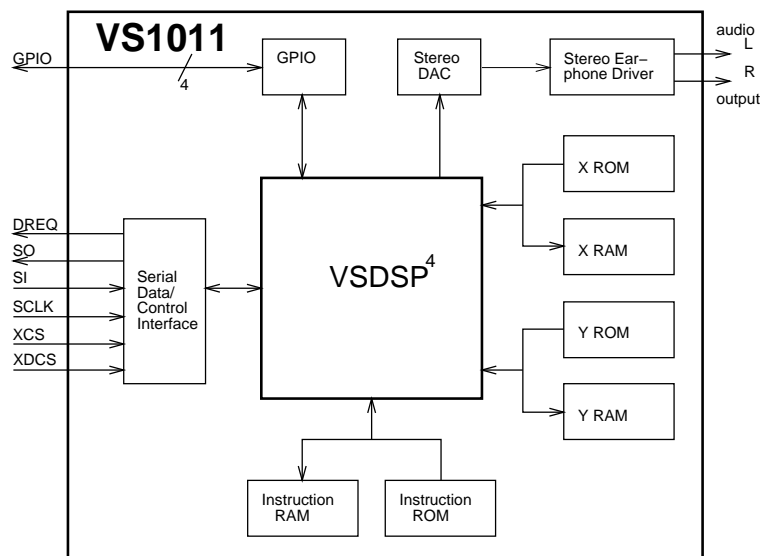 VS1011
audio
L
R
output
GPIO
4
GPIO
Stereo
DAC
Stereo Ear–
phone Driver
X ROM
X RAM
DREQ
SO
SI
SCLK
XCS
XDCS
Serial
Data/
Control
Interface
VSDSP4
Y ROM
Y RAM
Instruction
RAM
Instruction
ROM